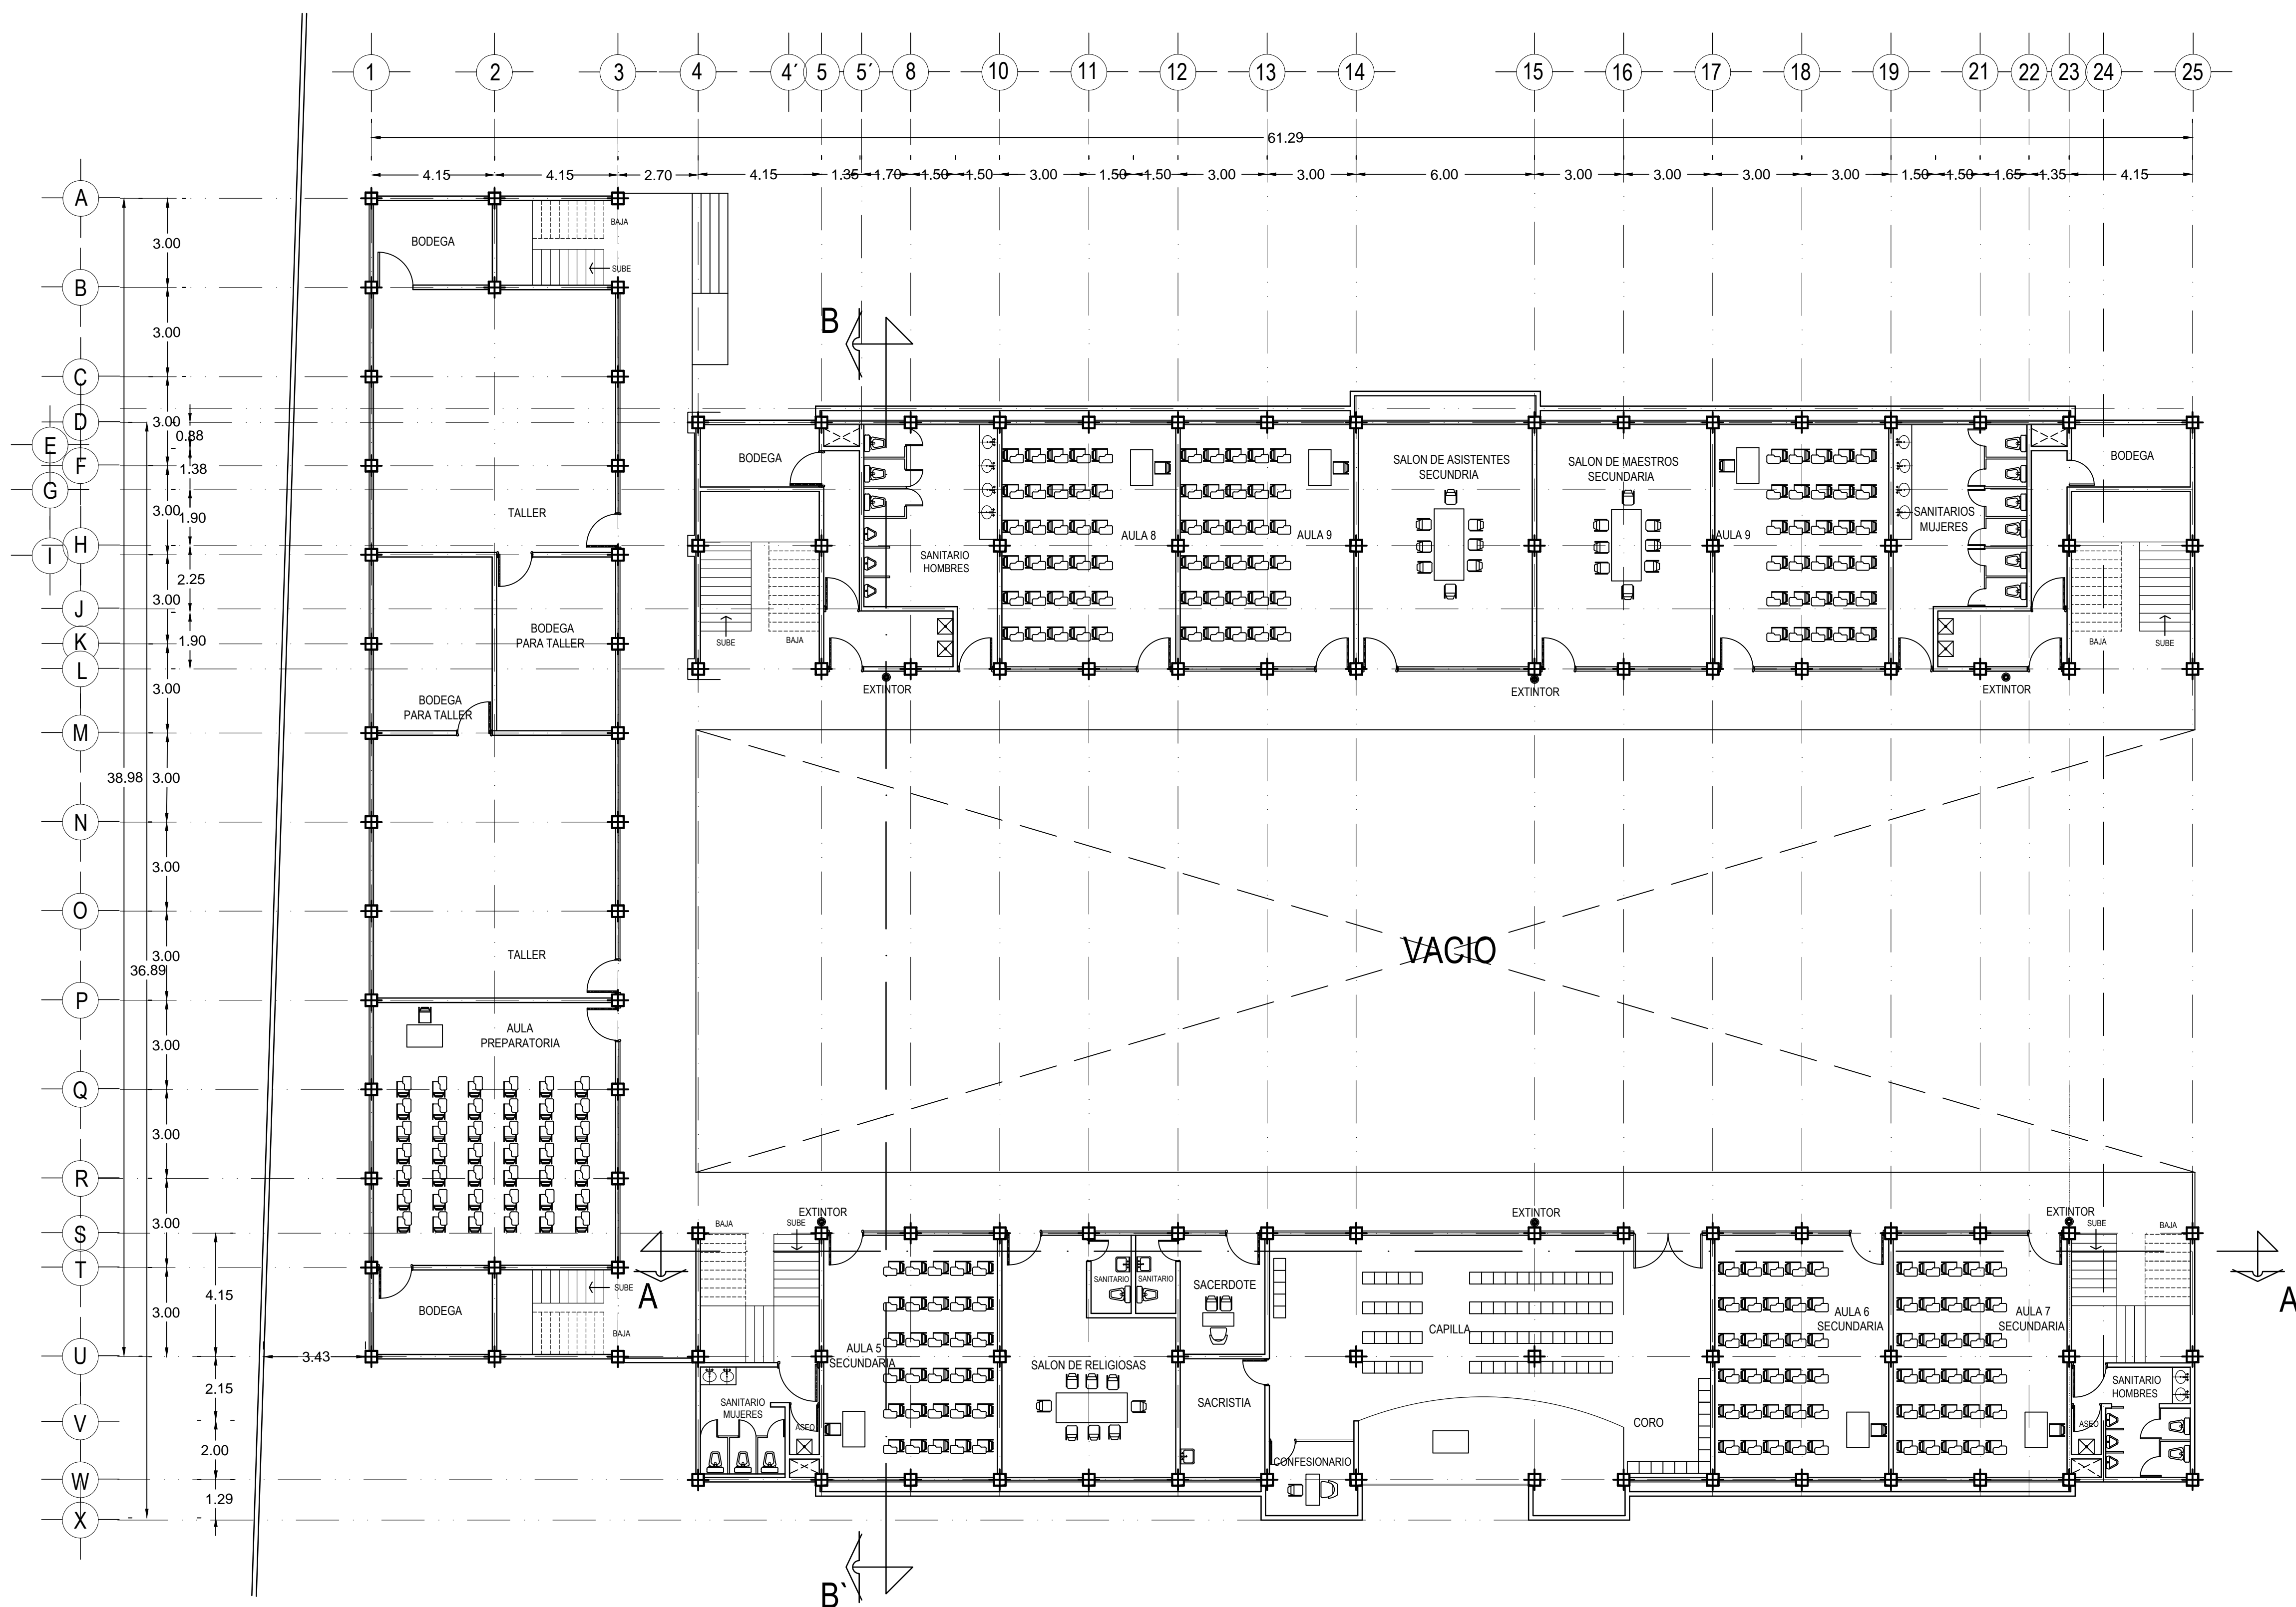 1 2 3 4 4´ 5 5´ 8 10 11 12 13 14 15 16 17 18 19 21 22 23 24 25
61.29
4.15 4.15 2.70 4.15 1.35 1.70 1.50 1.50 3.00 1.50 1.50 3.00 3.00 6.00 3.00 3.00 3.00 3.00 1.50 1.50 1.65 1.35 4.15
A
B
C
D
E
F
G
H
I
J
K
L
M
N
O
P
Q
R
S
T
U
V
W
X
3.00
3.00
3.00
0.88
1.38
3.00
1.90
2.25
3.00
1.90
3.00
38.98
3.00
3.00
3.00
36.89
3.00
3.00
3.00
4.15
3.00
3.43
2.15
2.00
1.29
BODEGA
BAJA
SUBE
TALLER
BODEGA
PARA TALLER
BODEGA
PARA TALLER
TALLER
AULA
PREPARATORIA
BODEGA
SUBE
BAJA
B
BODEGA
SUBE
BAJA
SANITARIO
HOMBRES
AULA 8
AULA 9
SALON DE ASISTENTES
SECUNDRIA
SALON DE MAESTROS
SECUNDARIA
AULA 9
SANITARIOS
MUJERES
BODEGA
BAJA
SUBE
EXTINTOR
EXTINTOR
EXTINTOR
VACIO
EXTINTOR
EXTINTOR
EXTINTOR
BAJA
SUBE
SUBE
BAJA
A
A
SANITARIO
SANITARIO
SACERDOTE
CAPILLA
AULA 5
SECUNDARIA
SALON DE RELIGIOSAS
SACRISTIA
CORO
CONFESIONARIO
AULA 6
SECUNDARIA
AULA 7
SECUNDARIA
SANITARIO
MUJERES
ASEO
SANITARIO
HOMBRES
ASEO
B`